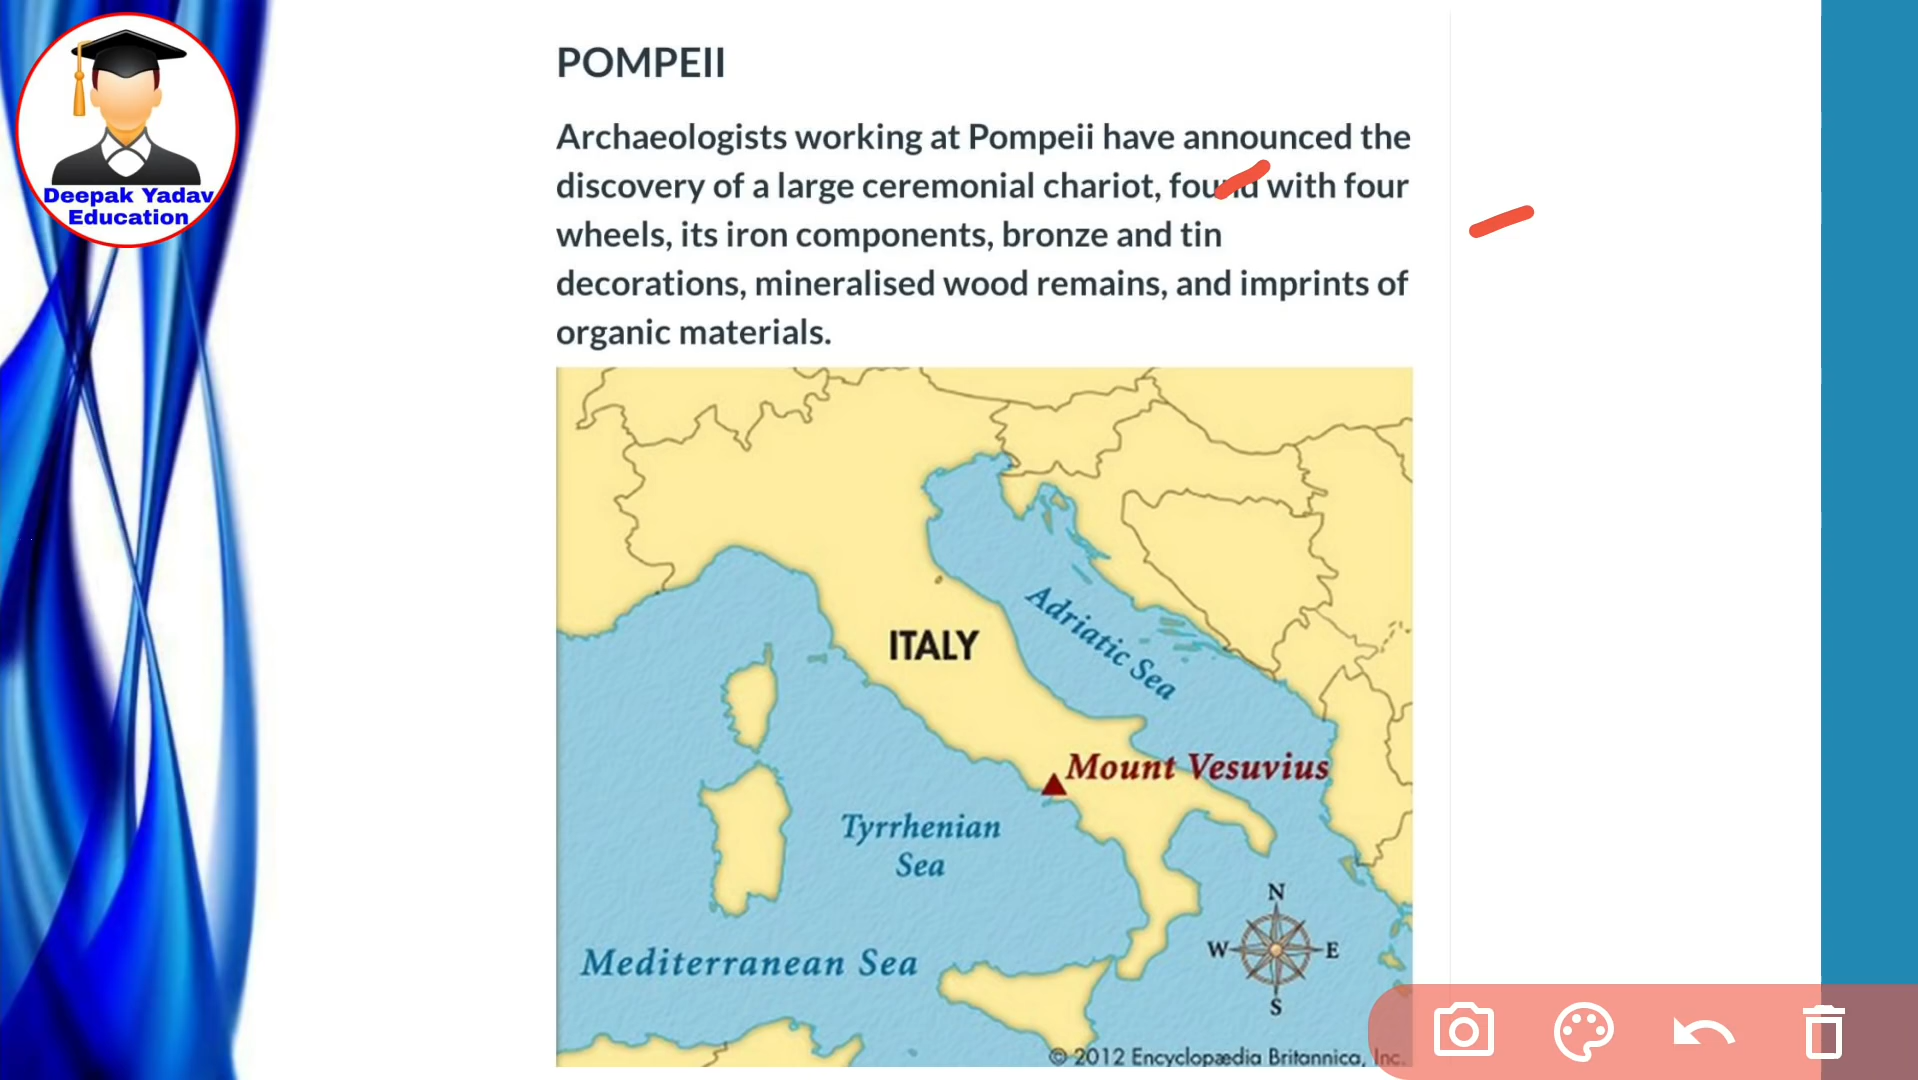 Deepak Yadav
Education
POMPEII
Archaeologists working at Pompeii have announced the
discovery of a large ceremonial chariot, found with four
wheels, its iron components, bronze and tin
decorations, mineralised wood remains, and imprints of
organic materials.
ITALY
Adriatic Sea
Mount Vesuvius
Tyrrhenian
Sea
Mediterranean Sea
N
W
E
S
© 2012 Encyclopædia Britannica, Inc.